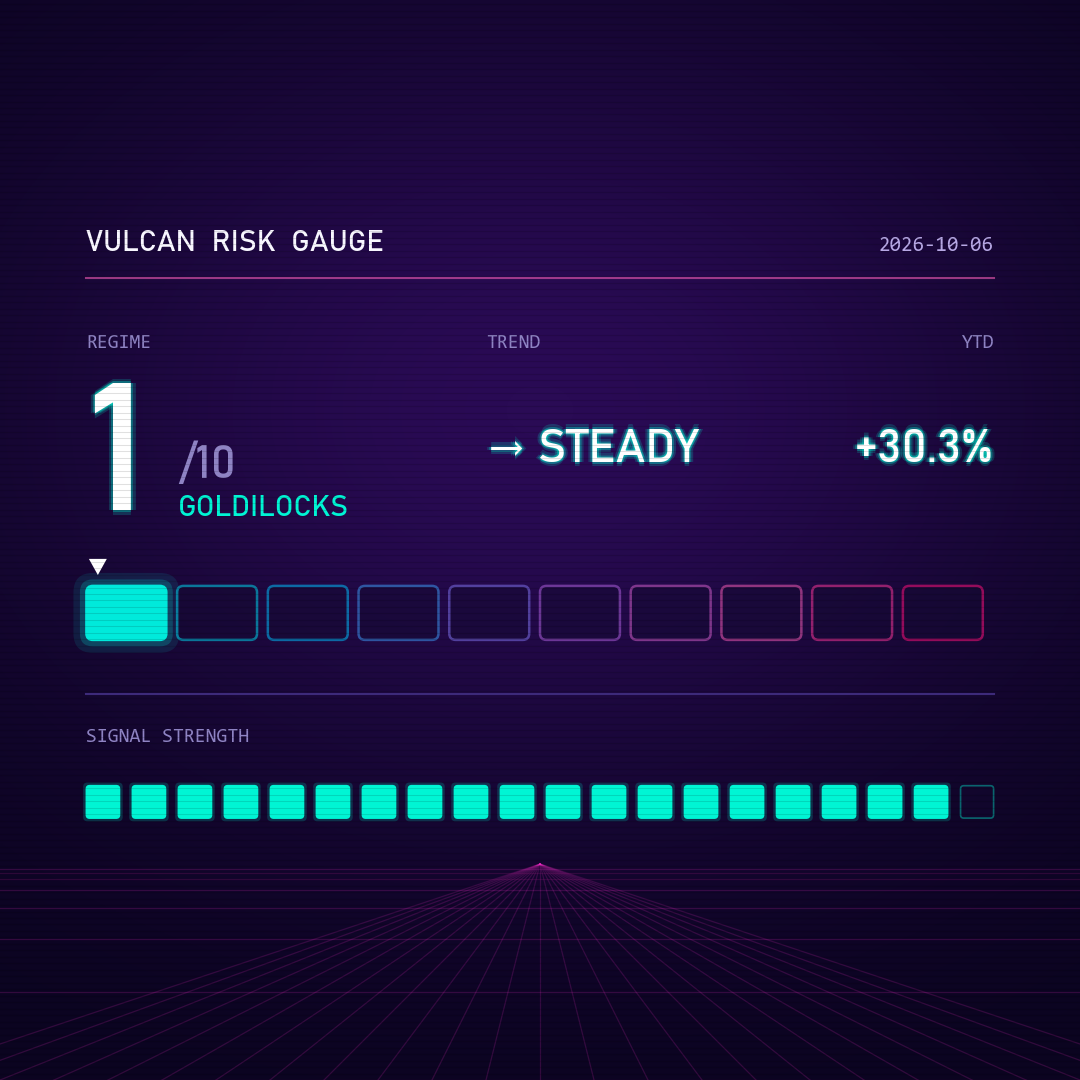 VULCAN RISK GAUGE 2026-10-06
REGIME TREND YTD
1 /10 → STEADY +30.3%
GOLDILOCKS
SIGNAL STRENGTH